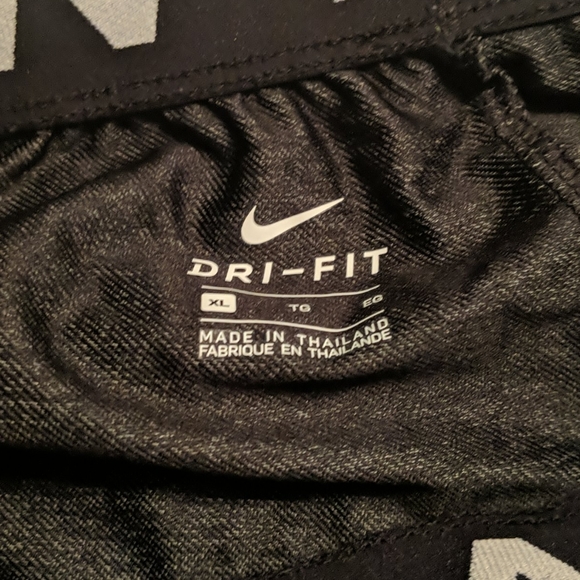 N
DRI-FIT
XL TG EG
MADE IN THAILAND
FABRIQUE EN THAILANDE
N